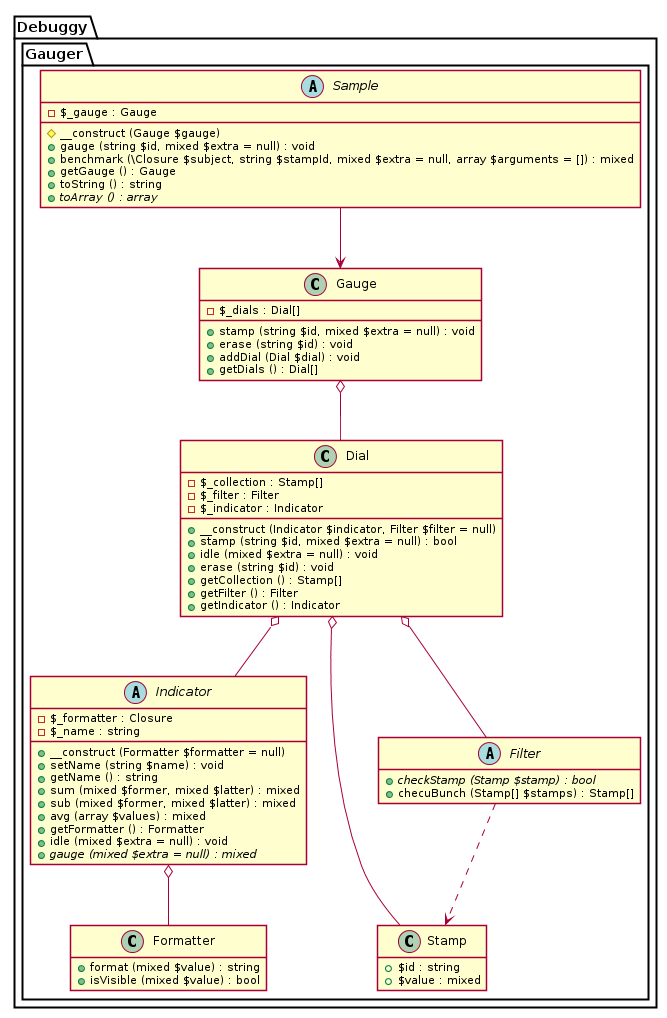 Debuggy
Gauger
A Sample
$_gauge : Gauge
__construct (Gauge $gauge)
gauge (string $id, mixed $extra = null) : void
benchmark (\Closure $subject, string $stampId, mixed $extra = null, array $arguments = []) : mixed
getGauge () : Gauge
toString () : string
toArray () : array
C Gauge
$_dials : Dial[]
stamp (string $id, mixed $extra = null) : void
erase (string $id) : void
addDial (Dial $dial) : void
getDials () : Dial[]
C Dial
$_collection : Stamp[]
$_filter : Filter
$_indicator : Indicator
__construct (Indicator $indicator, Filter $filter = null)
stamp (string $id, mixed $extra = null) : bool
idle (mixed $extra = null) : void
erase (string $id) : void
getCollection () : Stamp[]
getFilter () : Filter
getIndicator () : Indicator
A Indicator
$_formatter : Closure
$_name : string
__construct (Formatter $formatter = null)
setName (string $name) : void
getName () : string
sum (mixed $former, mixed $latter) : mixed
sub (mixed $former, mixed $latter) : mixed
avg (array $values) : mixed
getFormatter () : Formatter
idle (mixed $extra = null) : void
gauge (mixed $extra = null) : mixed
A Filter
checkStamp (Stamp $stamp) : bool
checuBunch (Stamp[] $stamps) : Stamp[]
C Formatter
format (mixed $value) : string
isVisible (mixed $value) : bool
C Stamp
$id : string
$value : mixed